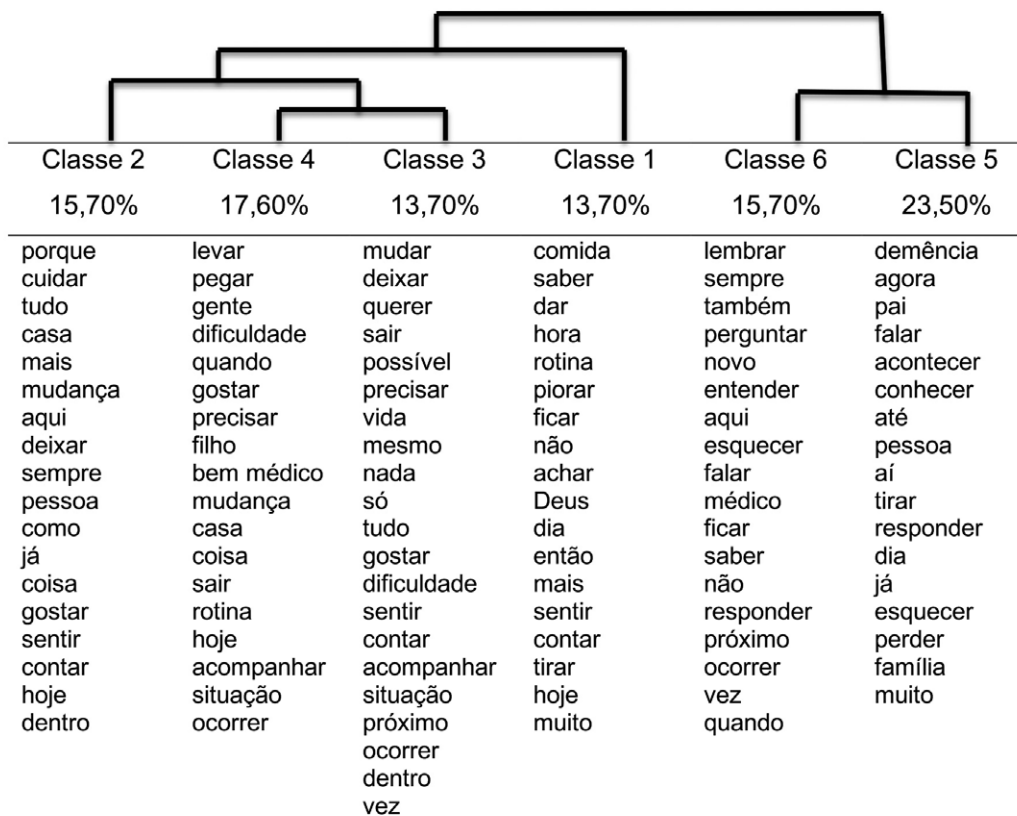 Classe 2 Classe 4 Classe 3 Classe 1 Classe 6 Classe 5
15,70% 17,60% 13,70% 13,70% 15,70% 23,50%
porque levar mudar comida lembrar demência
cuidar pegar deixar saber sempre agora
tudo gente querer dar também pai
casa dificuldade sair hora perguntar falar
mais quando possível rotina novo acontecer
mudança gostar precisar piorar entender conhecer
aqui precisar vida ficar aqui até
deixar filho mesmo não esquecer pessoa
sempre bem médico nada achar falar aí
pessoa mudança só Deus médico tirar
como casa tudo dia ficar responder
já coisa gostar então saber dia
coisa sair dificuldade mais não já
gostar rotina sentir sentir responder esquecer
sentir hoje contar contar próximo perder
contar acompanhar acompanhar tirar ocorrer família
hoje situação situação hoje vez muito
dentro ocorrer próximo muito quando
ocorrer
dentro
vez